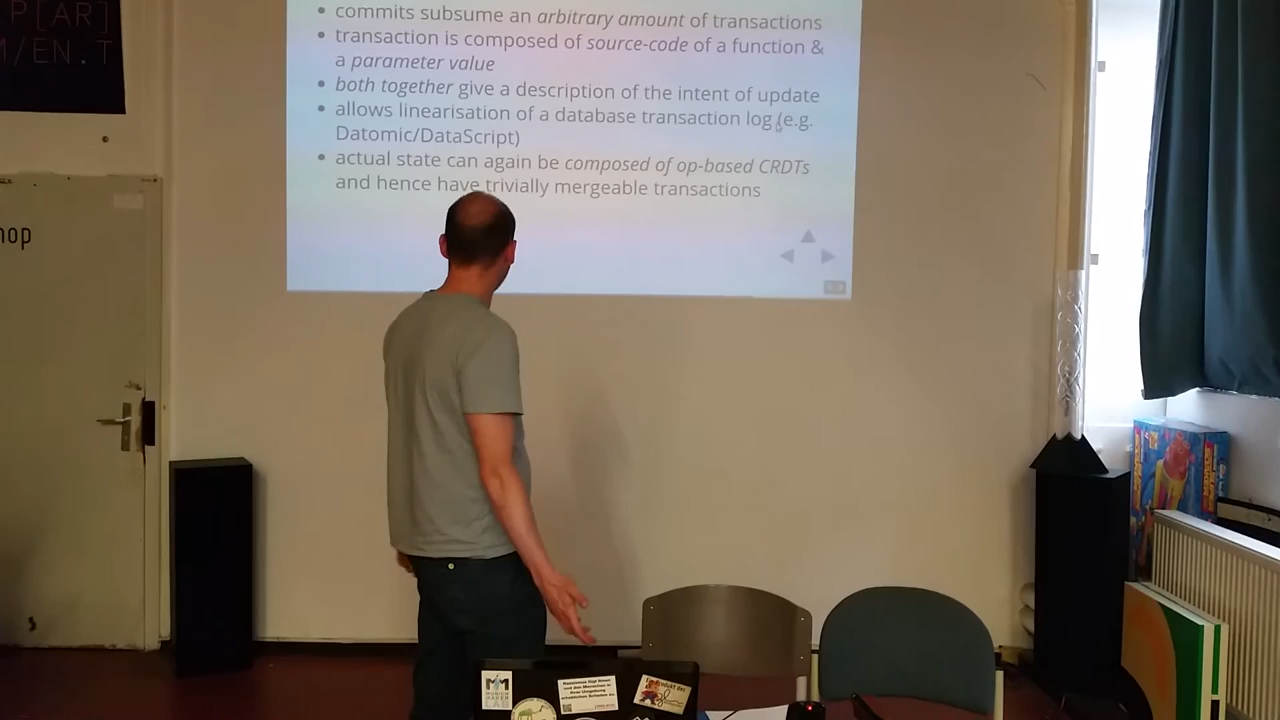 P[AR]
M/EN.T
hop
• commits subsume an arbitrary amount of transactions
• transaction is composed of source-code of a function &
a parameter value
• both together give a description of the intent of update
• allows linearisation of a database transaction log (e.g.
Datomic/DataScript)
• actual state can again be composed of op-based CRDTs
and hence have trivially mergeable transactions